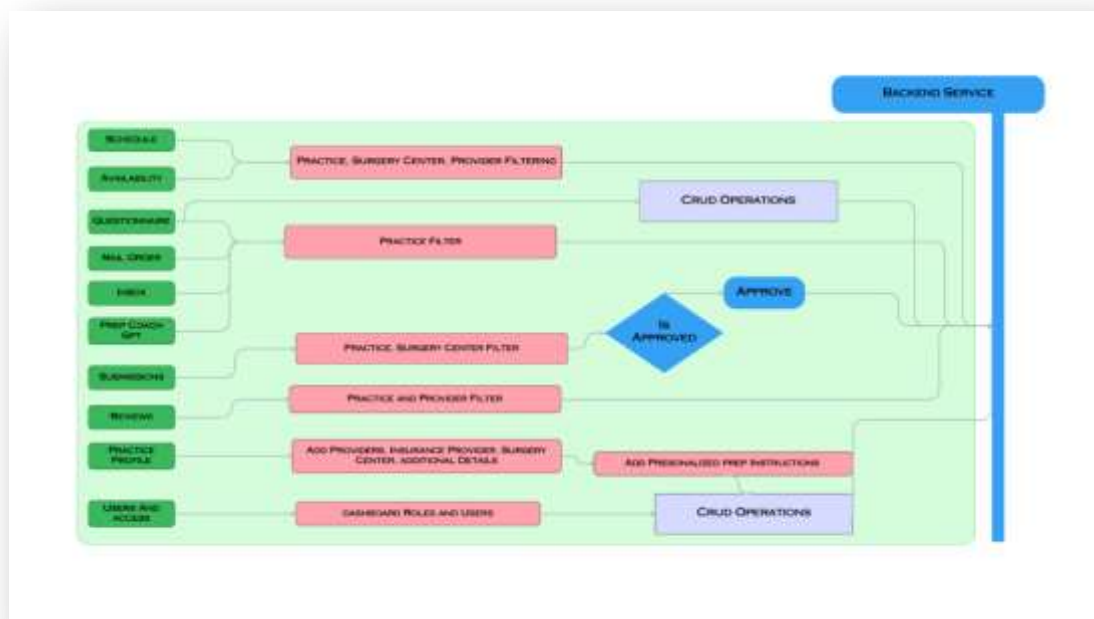 BACKEND SERVICE
SCHEDULE
PRACTICE, SURGERY CENTER, PROVIDER FILTERING
AVAILABILITY
CRUD OPERATIONS
QUESTIONNAIRE
PRACTICE FILTER
MAIL ORDER
INBOX
APPROVE
PREP COACH
GPT
IS
APPROVED
PRACTICE, SURGERY CENTER FILTER
SUBMISSIONS
PRACTICE AND PROVIDER FILTER
REVIEWS
PRACTICE
PROFILE
ADD PROVIDERS, INSURANCE PROVIDER, SURGERY
CENTER, ADDITIONAL DETAILS
ADD PRESONALIZED PREP INSTRUCTIONS
USERS AND
ACCESS
DASHBOARD ROLES AND USERS
CRUD OPERATIONS